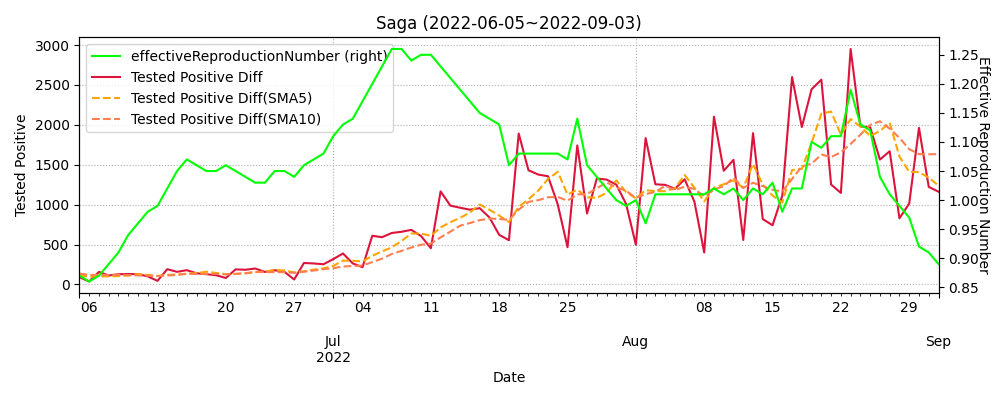 Saga (2022-06-05~2022-09-03)
effectiveReproductionNumber (right)
Tested Positive Diff
Tested Positive Diff(SMA5)
Tested Positive Diff(SMA10)
Tested Positive
3000
2500
2000
1500
1000
500
0
1.25
1.20
1.15
1.10
1.05
1.00
0.95
0.90
0.85
Effective Reproduction Number
06 13 20 27 04 11 18 25 08 15 22 29
Jul Aug Sep
2022
Date